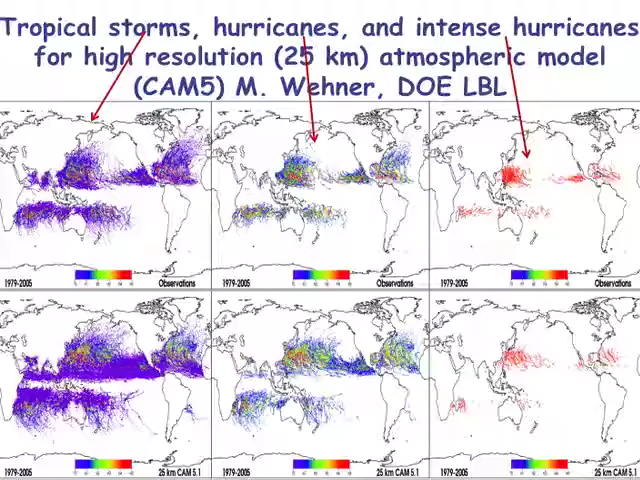 Tropical storms, hurricanes, and intense hurricanes
for high resolution (25 km) atmospheric model
(CAM5) M. Wehner, DOE LBL
1979-2005 Observations
1979-2005 Observations
1979-2005 Observations
1979-2005 25 km CAM 5.1
1979-2005 25 km CAM 5.1
1979-2005 25 km CAM 5.1